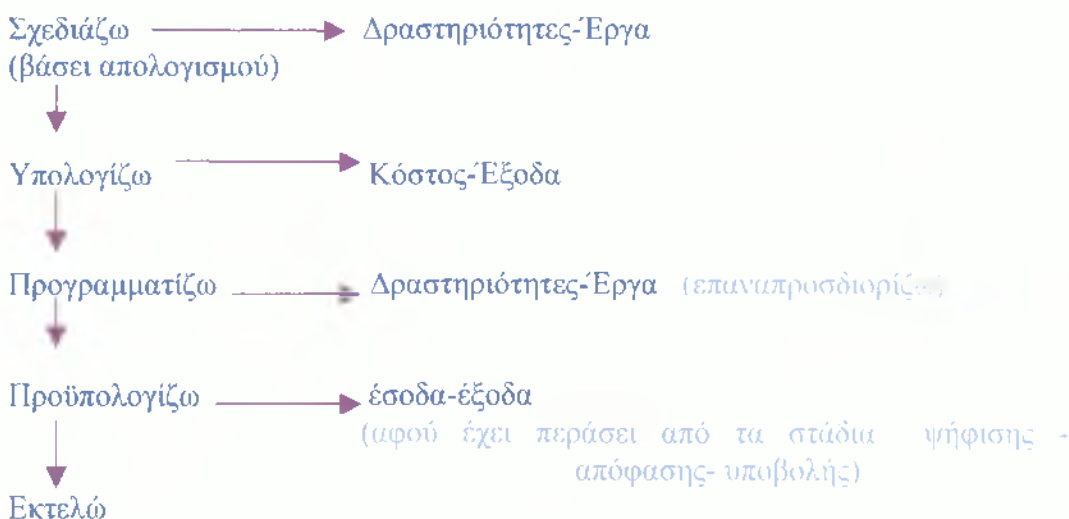 Σχεδιάζω Δραστηριότητες-Έργα
(βάσει απολογισμού)
Υπολογίζω Κόστος-Έξοδα
Προγραμματίζω Δραστηριότητες-Έργα
Προϋπολογίζω έσοδα-έξοδα
(αφού έχει περάσει από τα στάδια ψήφισης -
απόφασης- υποβολής)
Εκτελώ